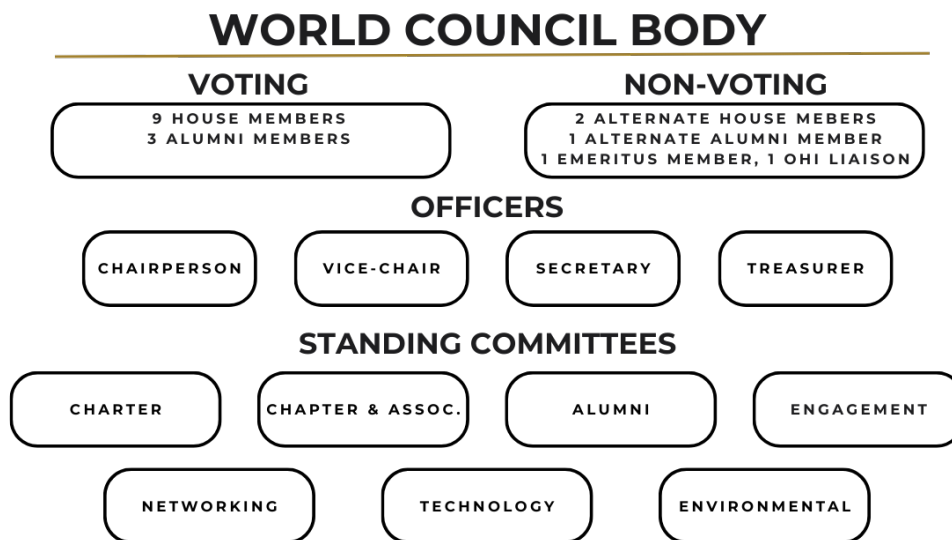 WORLD COUNCIL BODY
VOTING
9 HOUSE MEMBERS
3 ALUMNI MEMBERS
NON-VOTING
2 ALTERNATE HOUSE MEBERS
1 ALTERNATE ALUMNI MEMBER
1 EMERITUS MEMBER, 1 OHI LIAISON
OFFICERS
CHAIRPERSON
VICE-CHAIR
SECRETARY
TREASURER
STANDING COMMITTEES
CHARTER
CHAPTER & ASSOC.
ALUMNI
ENGAGEMENT
NETWORKING
TECHNOLOGY
ENVIRONMENTAL